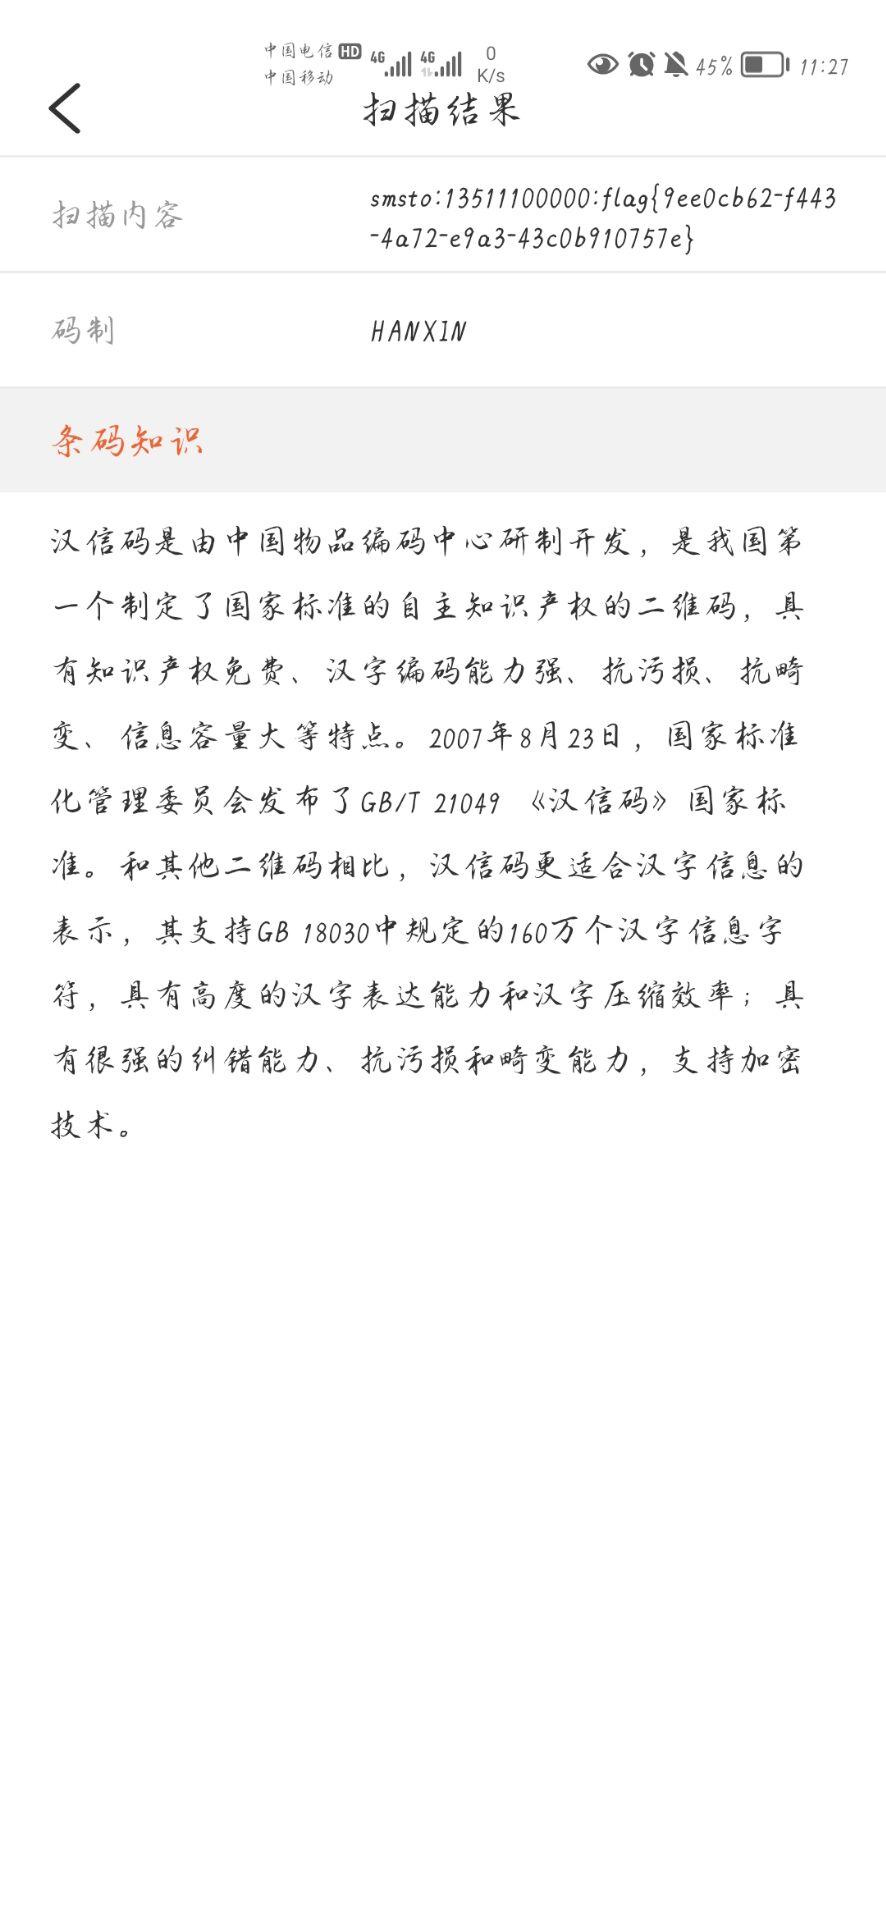 中国电信 HD 4G 4G 0 45% 11:27
中国移动 K/s
扫描结果
扫描内容
smsto:13511100000:flag{9ee0cb62-f443
-4a72-e9a3-43c0b910757e}
码制
HANXIN
条码知识
汉信码是由中国物品编码中心研制开发，是我国第
一个制定了国家标准的自主知识产权的二维码，具
有知识产权免费、汉字编码能力强、抗污损、抗畸
变、信息容量大等特点。2007年8月23日，国家标准
化管理委员会发布了GB/T 21049 《汉信码》国家标
准。和其他二维码相比，汉信码更适合汉字信息的
表示，其支持GB 18030中规定的160万个汉字信息字
符，具有高度的汉字表达能力和汉字压缩效率；具
有很强的纠错能力、抗污损和畸变能力，支持加密
技术。